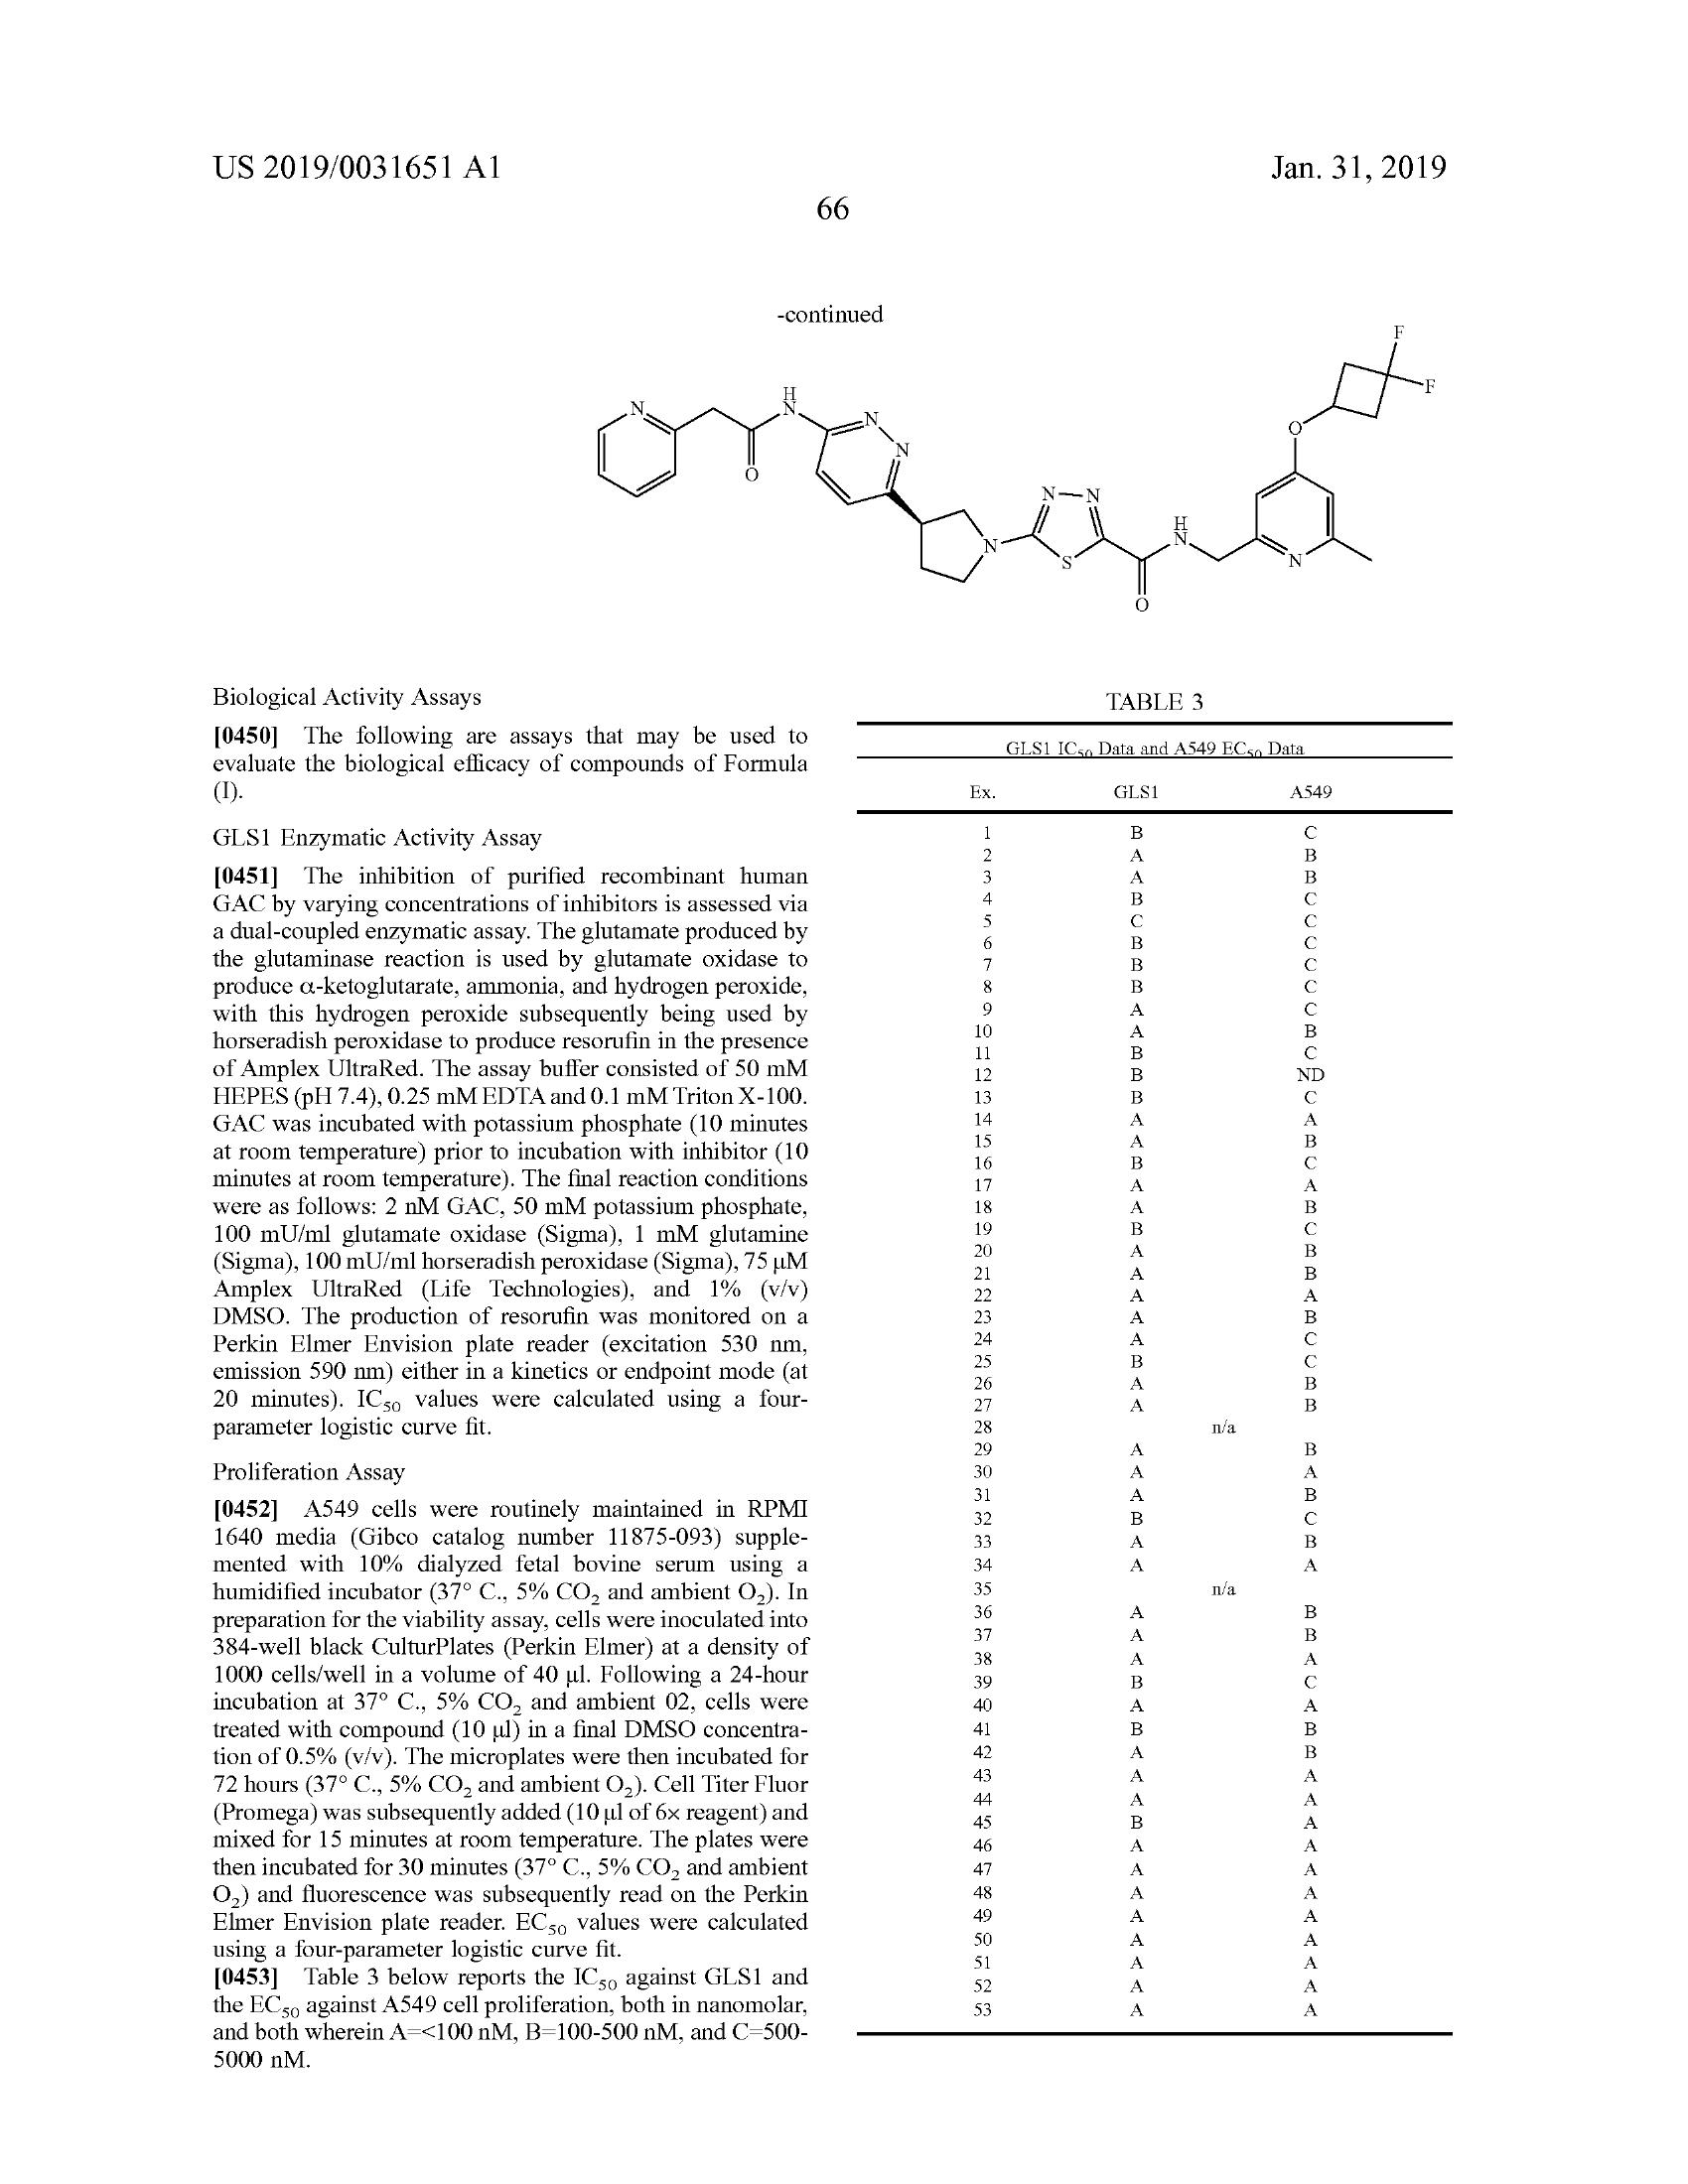 US 2019/0031651 A1
Jan. 31, 2019
66
-continued
F
F
H
N
N
N
O
N
O
N
N—N
H
N
N
S
N
O
Biological Activity Assays
[0450] The following are assays that may be used to
evaluate the biological efficacy of compounds of Formula
(I).
GLS1 Enzymatic Activity Assay
[0451] The inhibition of purified recombinant human
GAC by varying concentrations of inhibitors is assessed via
a dual-coupled enzymatic assay. The glutamate produced by
the glutaminase reaction is used by glutamate oxidase to
produce α-ketoglutarate, ammonia, and hydrogen peroxide,
with this hydrogen peroxide subsequently being used by
horseradish peroxidase to produce resorufin in the presence
of Amplex UltraRed. The assay buffer consisted of 50 mM
HEPES (pH 7.4), 0.25 mM EDTA and 0.1 mM Triton X-100.
GAC was incubated with potassium phosphate (10 minutes
at room temperature) prior to incubation with inhibitor (10
minutes at room temperature). The final reaction conditions
were as follows: 2 nM GAC, 50 mM potassium phosphate,
100 mU/ml glutamate oxidase (Sigma), 1 mM glutamine
(Sigma), 100 mU/ml horseradish peroxidase (Sigma), 75 μM
Amplex UltraRed (Life Technologies), and 1% (v/v)
DMSO. The production of resorufin was monitored on a
Perkin Elmer Envision plate reader (excitation 530 nm,
emission 590 nm) either in a kinetics or endpoint mode (at
20 minutes). IC₅₀ values were calculated using a four-
parameter logistic curve fit.
Proliferation Assay
[0452] A549 cells were routinely maintained in RPMI
1640 media (Gibco catalog number 11875-093) supple-
mented with 10% dialyzed fetal bovine serum using a
humidified incubator (37° C., 5% CO₂ and ambient O₂). In
preparation for the viability assay, cells were inoculated into
384-well black CulturPlates (Perkin Elmer) at a density of
1000 cells/well in a volume of 40 μl. Following a 24-hour
incubation at 37° C., 5% CO₂ and ambient 02, cells were
treated with compound (10 μl) in a final DMSO concentra-
tion of 0.5% (v/v). The microplates were then incubated for
72 hours (37° C., 5% CO₂ and ambient O₂). Cell Titer Fluor
(Promega) was subsequently added (10 μl of 6x reagent) and
mixed for 15 minutes at room temperature. The plates were
then incubated for 30 minutes (37° C., 5% CO₂ and ambient
O₂) and fluorescence was subsequently read on the Perkin
Elmer Envision plate reader. EC₅₀ values were calculated
using a four-parameter logistic curve fit.
[0453] Table 3 below reports the IC₅₀ against GLS1 and
the EC₅₀ against A549 cell proliferation, both in nanomolar,
and both wherein A=<100 nM, B=100-500 nM, and C=500-
5000 nM.
TABLE 3
GLS1 IC₅₀ Data and A549 EC₅₀ Data
Ex. GLS1 A549
1 B C
2 A B
3 A B
4 B C
5 C C
6 B C
7 B C
8 B C
9 A C
10 A B
11 B C
12 B ND
13 B C
14 A A
15 A B
16 B C
17 A A
18 A B
19 B C
20 A B
21 A B
22 A A
23 A B
24 A C
25 B C
26 A B
27 A B
28 n/a
29 A B
30 A A
31 A B
32 B C
33 A B
34 A A
35 n/a
36 A B
37 A B
38 A A
39 B C
40 A A
41 B B
42 A B
43 A A
44 A A
45 B A
46 A A
47 A A
48 A A
49 A A
50 A A
51 A A
52 A A
53 A A